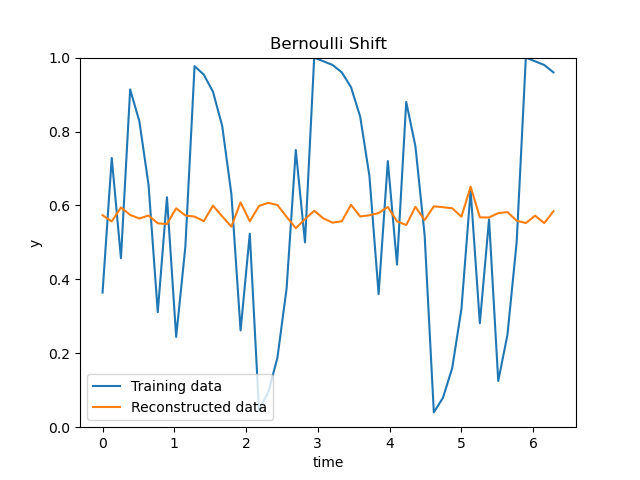 Bernoulli Shift
1.0
0.8
0.6
0.4
0.2
0.0
y
Training data
Reconstructed data
0 1 2 3 4 5 6
time